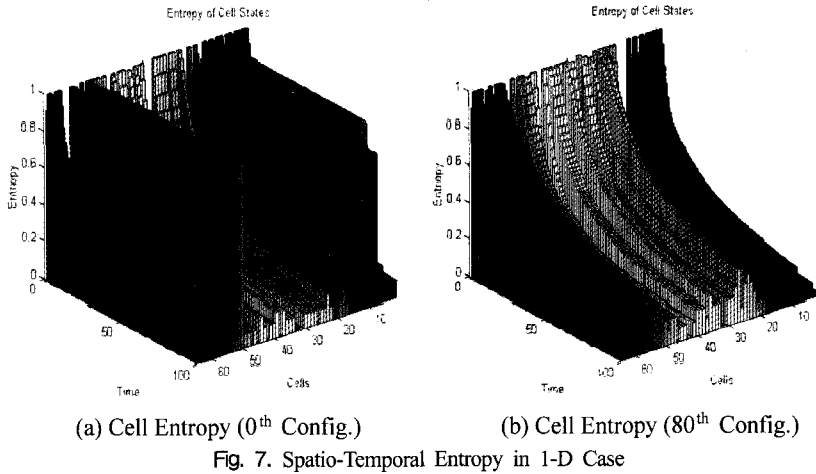 Entropy of Cell States
Entropy
1
0.8
0.6
0.4
0.2
0
0
50
100
Time
60
50
40
30
20
10
Cells
(a) Cell Entropy (0th Config.)
Entropy of Cell States
Entropy
1
0.8
0.6
0.4
0.2
0
0
50
100
Time
60
50
40
30
20
10
Cells
(b) Cell Entropy (80th Config.)
Fig. 7. Spatio-Temporal Entropy in 1-D Case